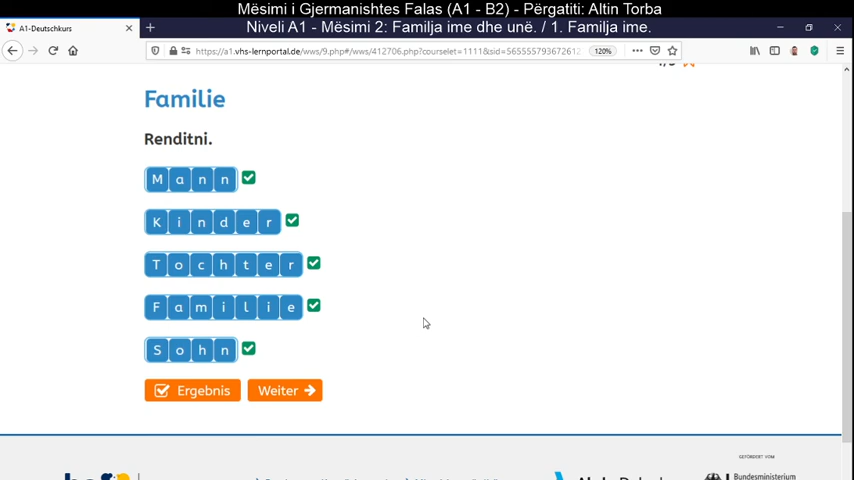 Mësimi i Gjermanishtes Falas (A1 - B2) - Përgatiti: Altin Torba
Niveli A1 - Mësimi 2: Familja ime dhe unë. / 1. Familja ime.
A1-Deutschkurs
https://a1.vhs-lernportal.de/wws/9.php#/wws/412706.php?courselet=1111&sid=565555793672612
120%
Familie
Renditni.
Mann
Kinder
Tochter
Familie
Sohn
Ergebnis Weiter
GEFÖRDERT VOM
Bundesministerium